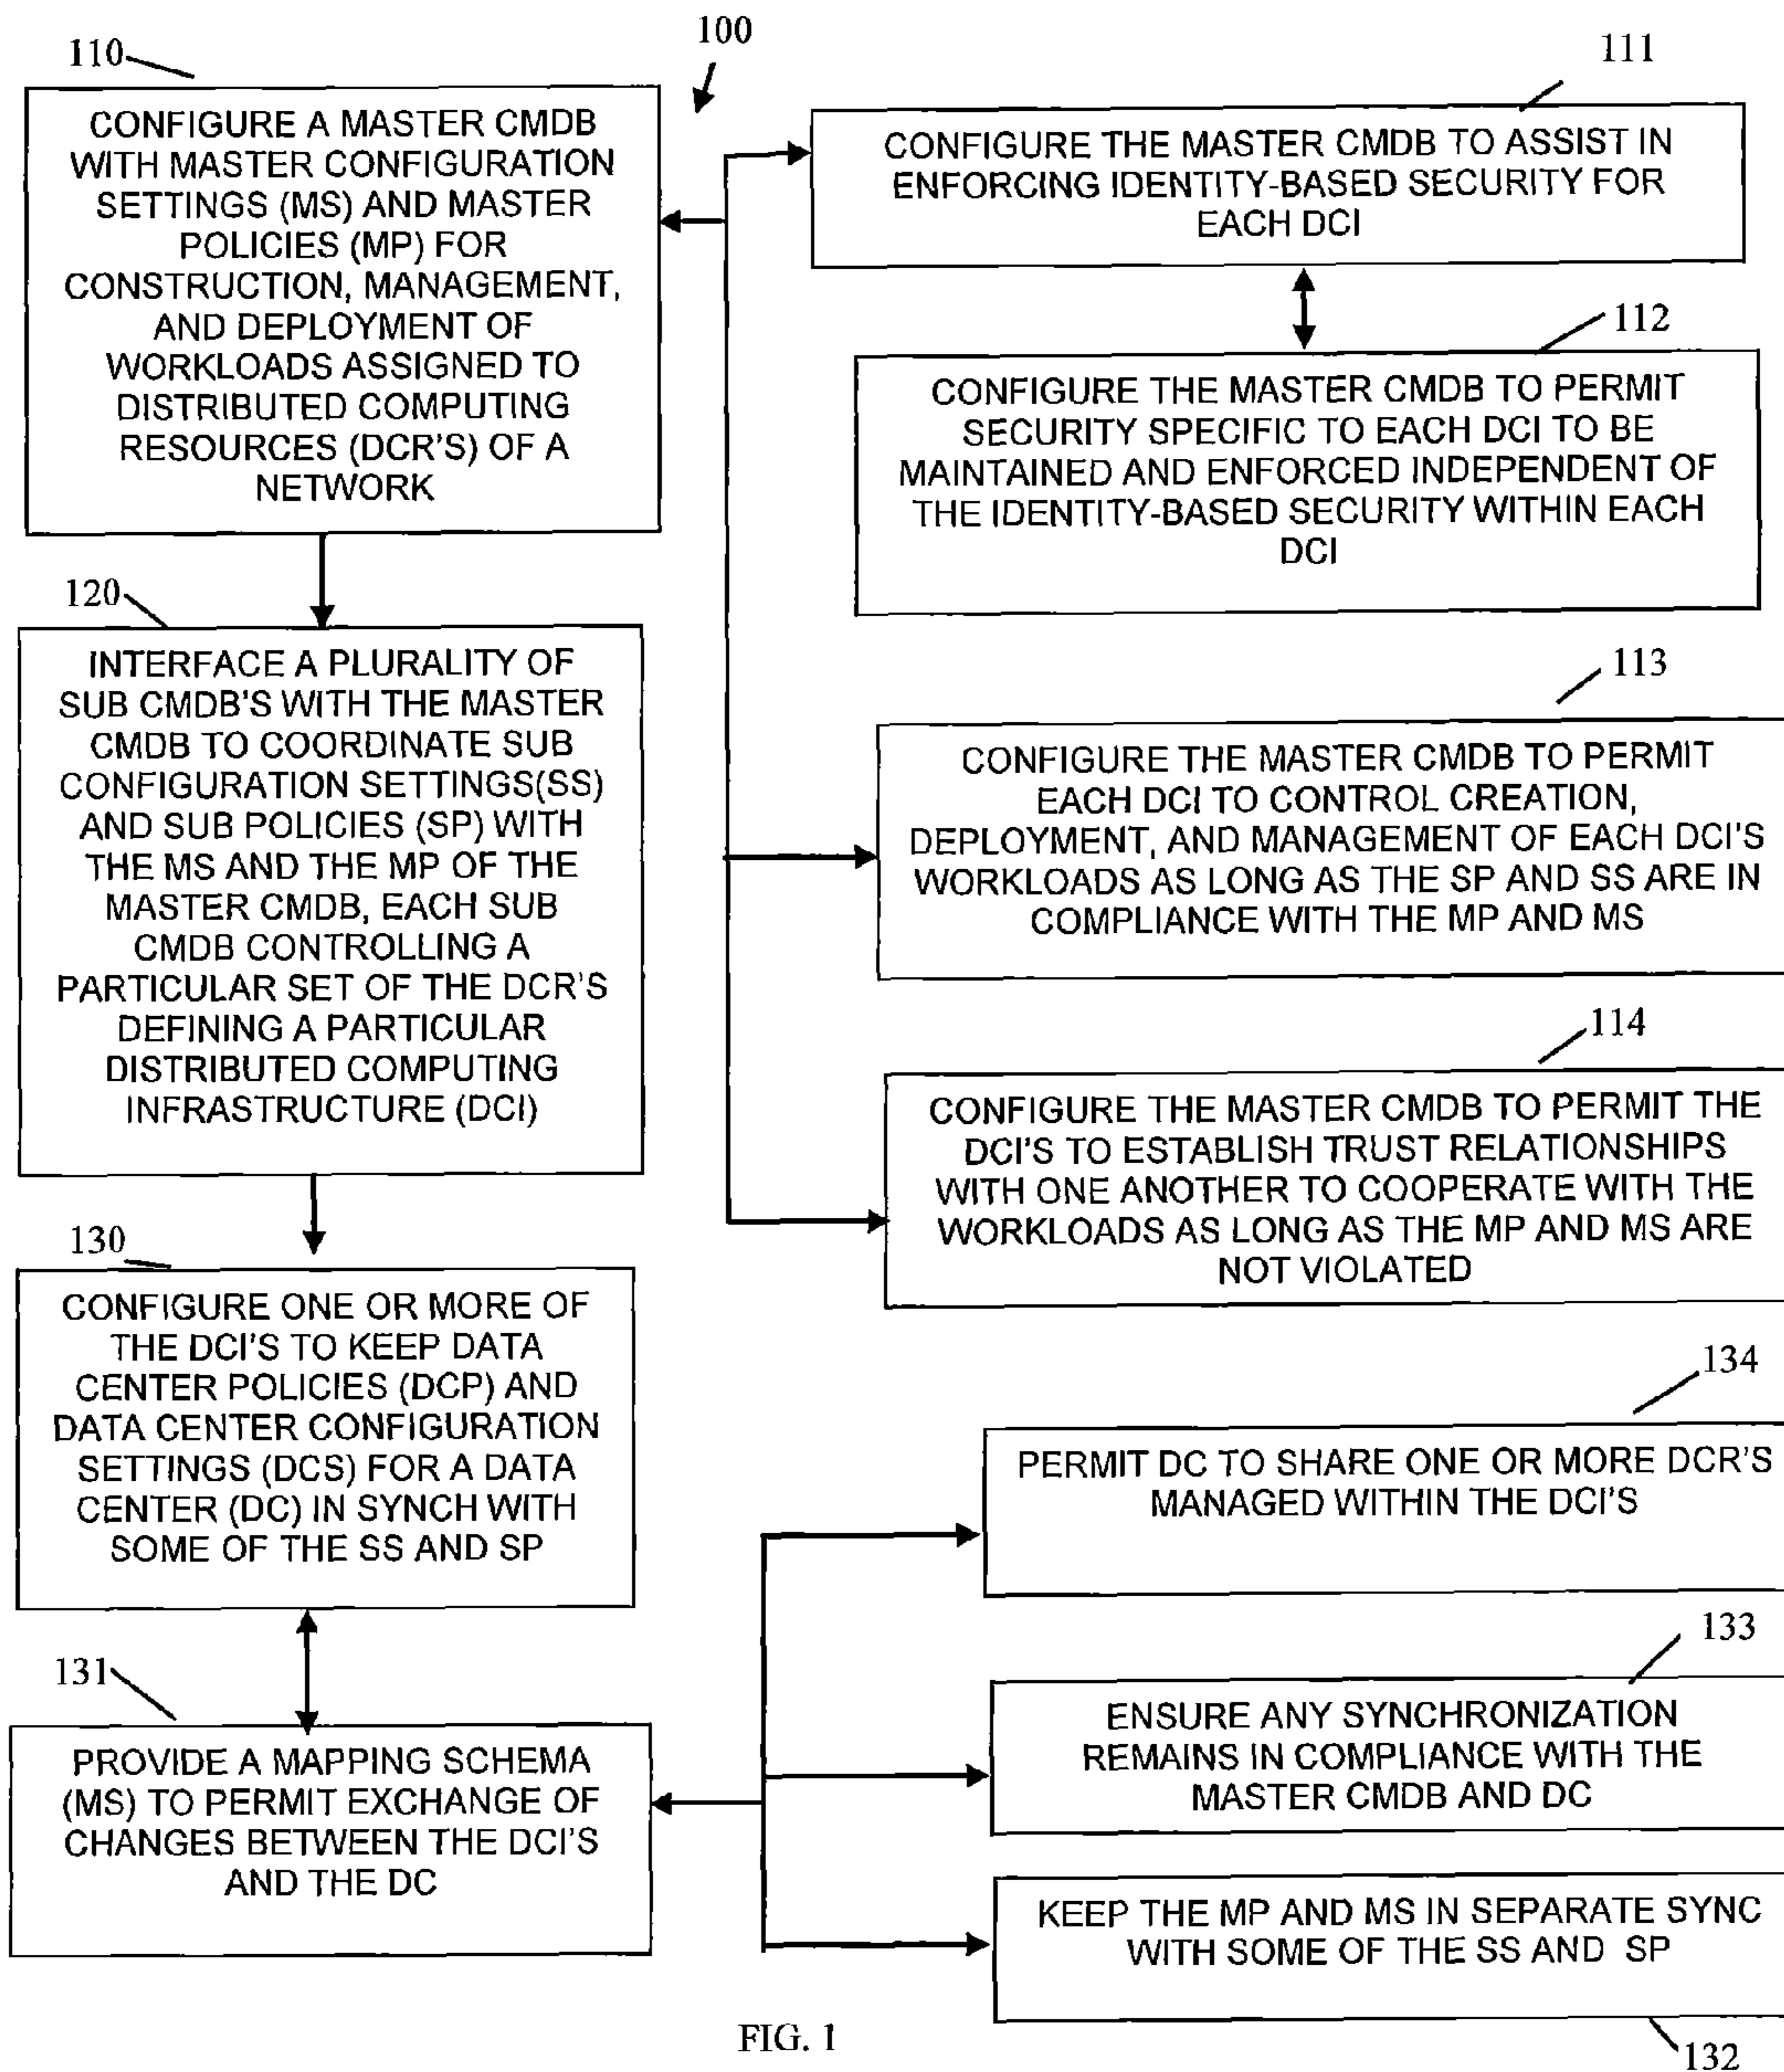 100
110
CONFIGURE A MASTER CMDB
WITH MASTER CONFIGURATION
SETTINGS (MS) AND MASTER
POLICIES (MP) FOR
CONSTRUCTION, MANAGEMENT,
AND DEPLOYMENT OF
WORKLOADS ASSIGNED TO
DISTRIBUTED COMPUTING
RESOURCES (DCR'S) OF A
NETWORK
111
CONFIGURE THE MASTER CMDB TO ASSIST IN
ENFORCING IDENTITY-BASED SECURITY FOR
EACH DCI
112
CONFIGURE THE MASTER CMDB TO PERMIT
SECURITY SPECIFIC TO EACH DCI TO BE
MAINTAINED AND ENFORCED INDEPENDENT OF
THE IDENTITY-BASED SECURITY WITHIN EACH
DCI
120
INTERFACE A PLURALITY OF
SUB CMDB'S WITH THE MASTER
CMDB TO COORDINATE SUB
CONFIGURATION SETTINGS(SS)
AND SUB POLICIES (SP) WITH
THE MS AND THE MP OF THE
MASTER CMDB, EACH SUB
CMDB CONTROLLING A
PARTICULAR SET OF THE DCR'S
DEFINING A PARTICULAR
DISTRIBUTED COMPUTING
INFRASTRUCTURE (DCI)
113
CONFIGURE THE MASTER CMDB TO PERMIT
EACH DCI TO CONTROL CREATION,
DEPLOYMENT, AND MANAGEMENT OF EACH DCI'S
WORKLOADS AS LONG AS THE SP AND SS ARE IN
COMPLIANCE WITH THE MP AND MS
114
CONFIGURE THE MASTER CMDB TO PERMIT THE
DCI'S TO ESTABLISH TRUST RELATIONSHIPS
WITH ONE ANOTHER TO COOPERATE WITH THE
WORKLOADS AS LONG AS THE MP AND MS ARE
NOT VIOLATED
130
CONFIGURE ONE OR MORE OF
THE DCI'S TO KEEP DATA
CENTER POLICIES (DCP) AND
DATA CENTER CONFIGURATION
SETTINGS (DCS) FOR A DATA
CENTER (DC) IN SYNCH WITH
SOME OF THE SS AND SP
134
PERMIT DC TO SHARE ONE OR MORE DCR'S
MANAGED WITHIN THE DCI'S
131
PROVIDE A MAPPING SCHEMA
(MS) TO PERMIT EXCHANGE OF
CHANGES BETWEEN THE DCI'S
AND THE DC
133
ENSURE ANY SYNCHRONIZATION
REMAINS IN COMPLIANCE WITH THE
MASTER CMDB AND DC
KEEP THE MP AND MS IN SEPARATE SYNC
WITH SOME OF THE SS AND SP
132
FIG. 1